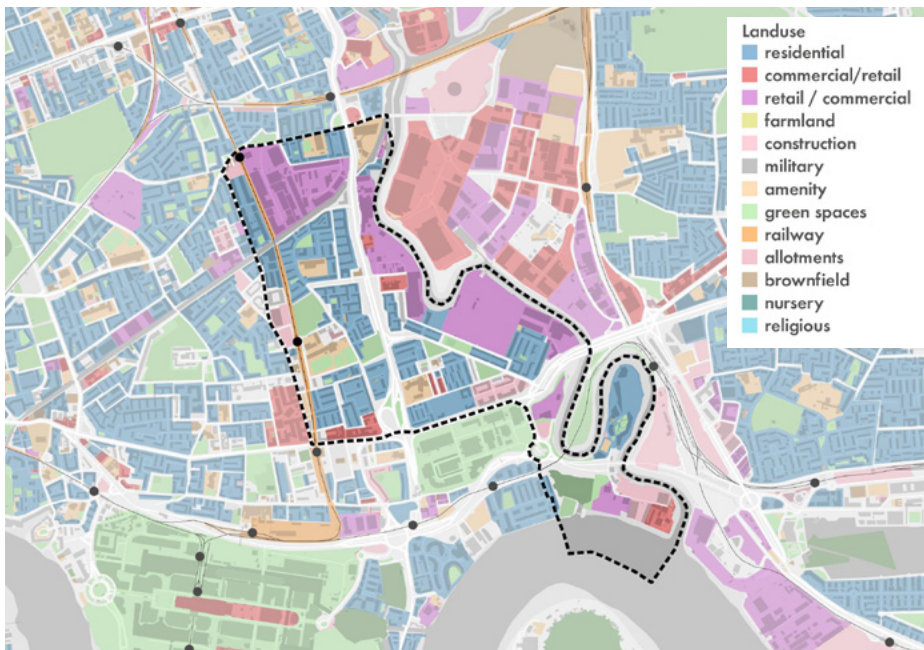 Landuse
residential
commercial/retail
retail / commercial
farmland
construction
military
amenity
green spaces
railway
allotments
brownfield
nursery
religious